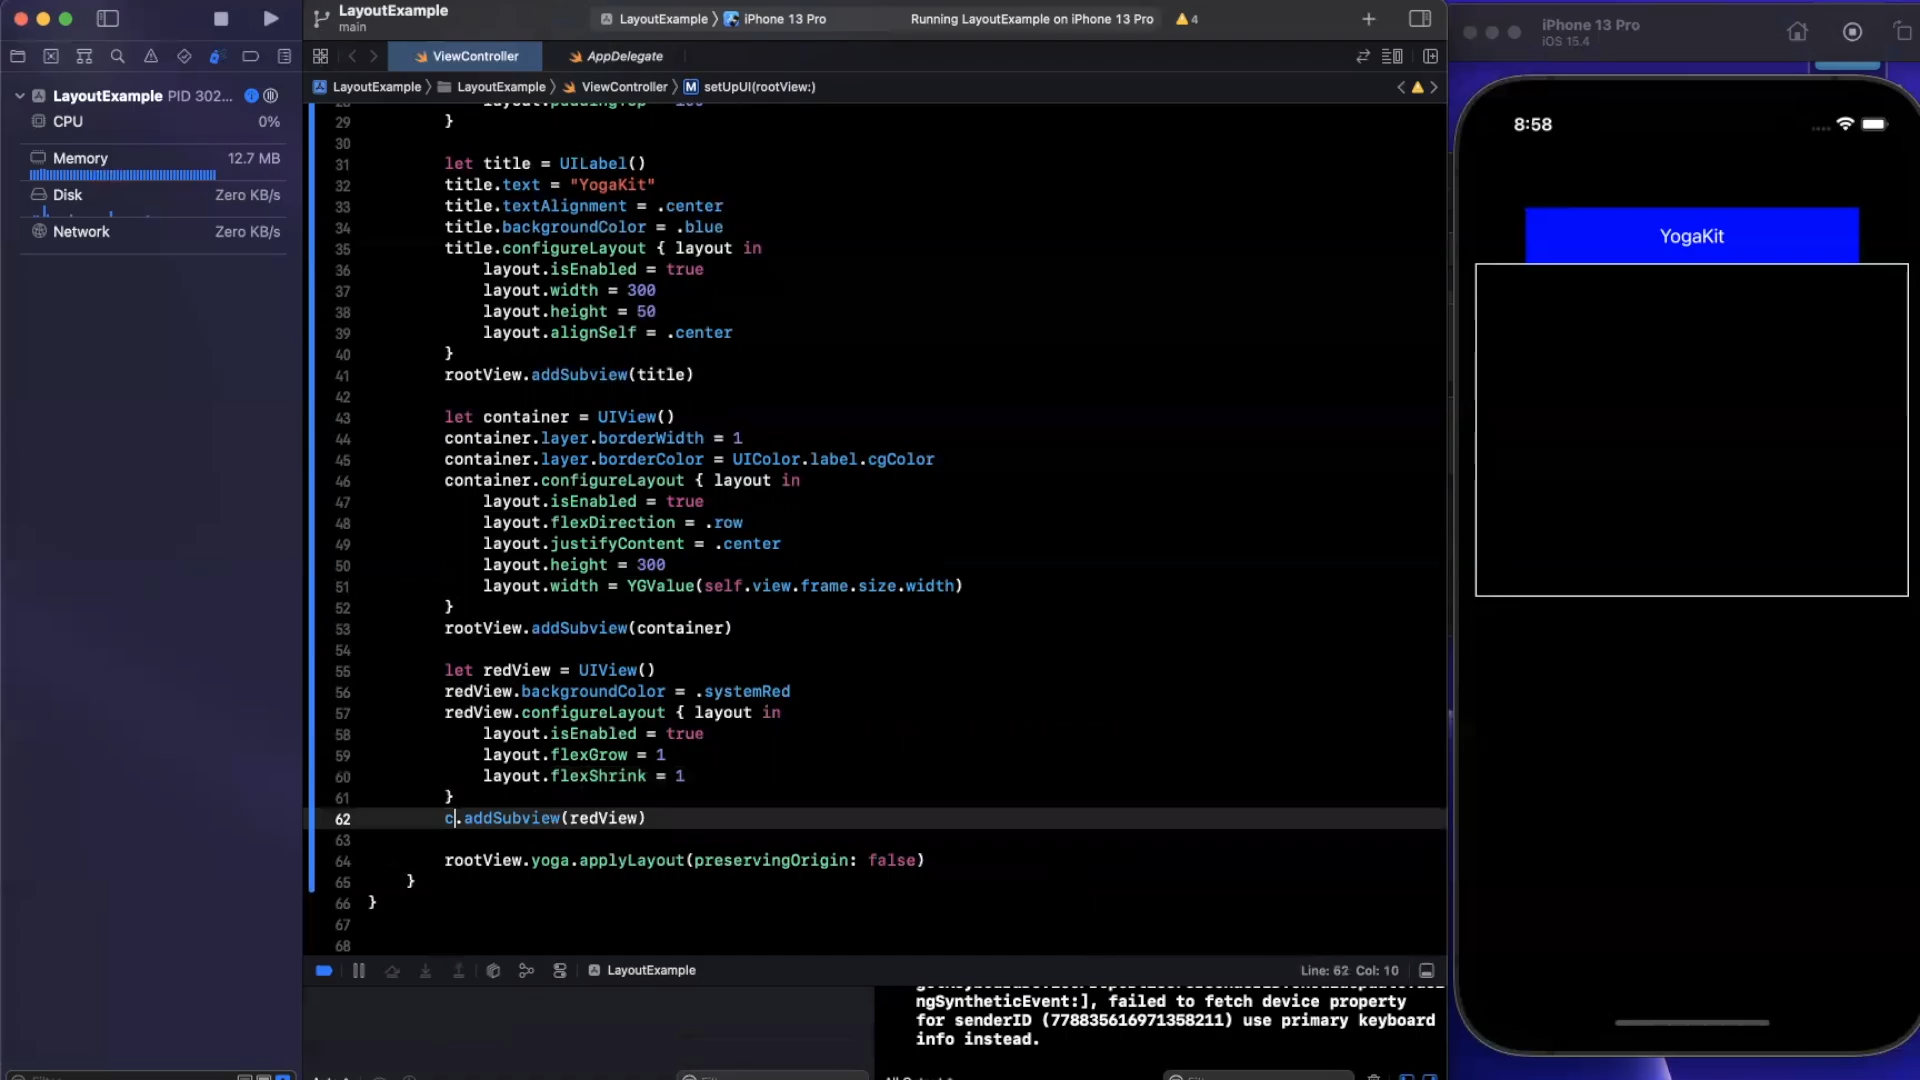 LayoutExample
main
LayoutExample 〉 iPhone 13 Pro
Running LayoutExample on iPhone 13 Pro
4
ViewController
AppDelegate
LayoutExample 〉 LayoutExample 〉 ViewController 〉 M setUpUI(rootView:)
LayoutExample PID 302...
CPU 0%
Memory 12.7 MB
Disk Zero KB/s
Network Zero KB/s
29 }
30
31 let title = UILabel()
32 title.text = "YogaKit"
33 title.textAlignment = .center
34 title.backgroundColor = .blue
35 title.configureLayout { layout in
36 layout.isEnabled = true
37 layout.width = 300
38 layout.height = 50
39 layout.alignSelf = .center
40 }
41 rootView.addSubview(title)
42
43 let container = UIView()
44 container.layer.borderWidth = 1
45 container.layer.borderColor = UIColor.label.cgColor
46 container.configureLayout { layout in
47 layout.isEnabled = true
48 layout.flexDirection = .row
49 layout.justifyContent = .center
50 layout.height = 300
51 layout.width = YGValue(self.view.frame.size.width)
52 }
53 rootView.addSubview(container)
54
55 let redView = UIView()
56 redView.backgroundColor = .systemRed
57 redView.configureLayout { layout in
58 layout.isEnabled = true
59 layout.flexGrow = 1
60 layout.flexShrink = 1
61 }
62 c.addSubview(redView)
63
64 rootView.yoga.applyLayout(preservingOrigin: false)
65 }
66 }
67
68
LayoutExample
Line: 62 Col: 10
ngSyntheticEvent:], failed to fetch device property
for senderID (778835616971358211) use primary keyboard
info instead.
iPhone 13 Pro
iOS 15.4
8:58
YogaKit